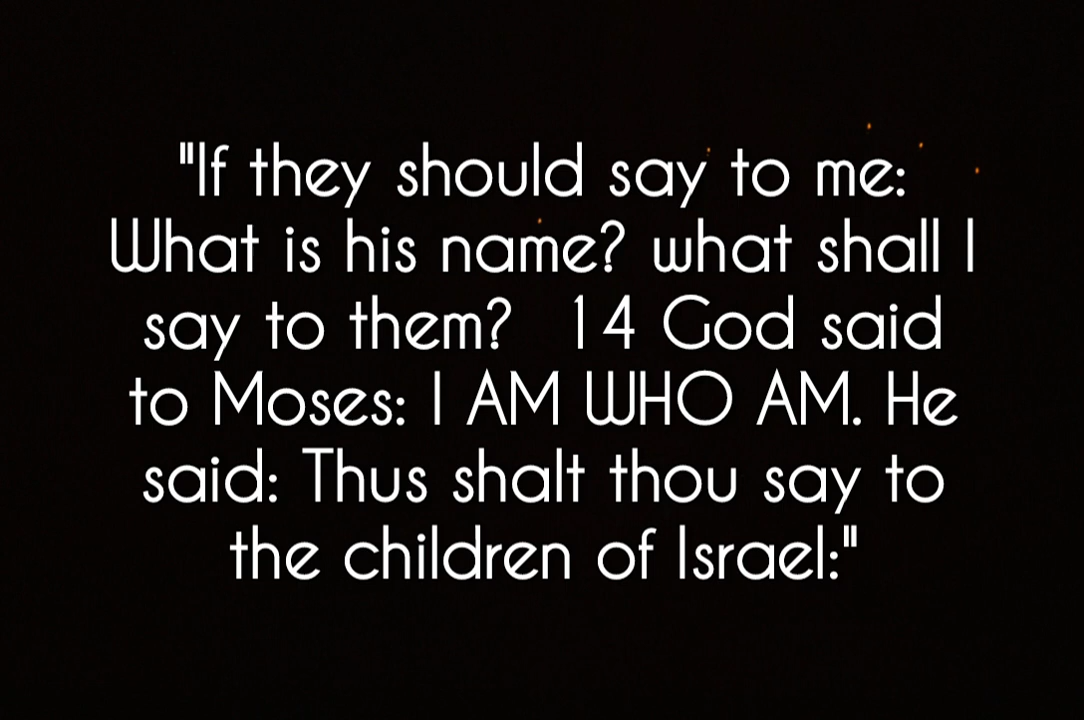 "If they should say to me:
What is his name? what shall I
say to them?   14 God said
to Moses: I AM WHO AM. He
said: Thus shalt thou say to
the children of Israel:"